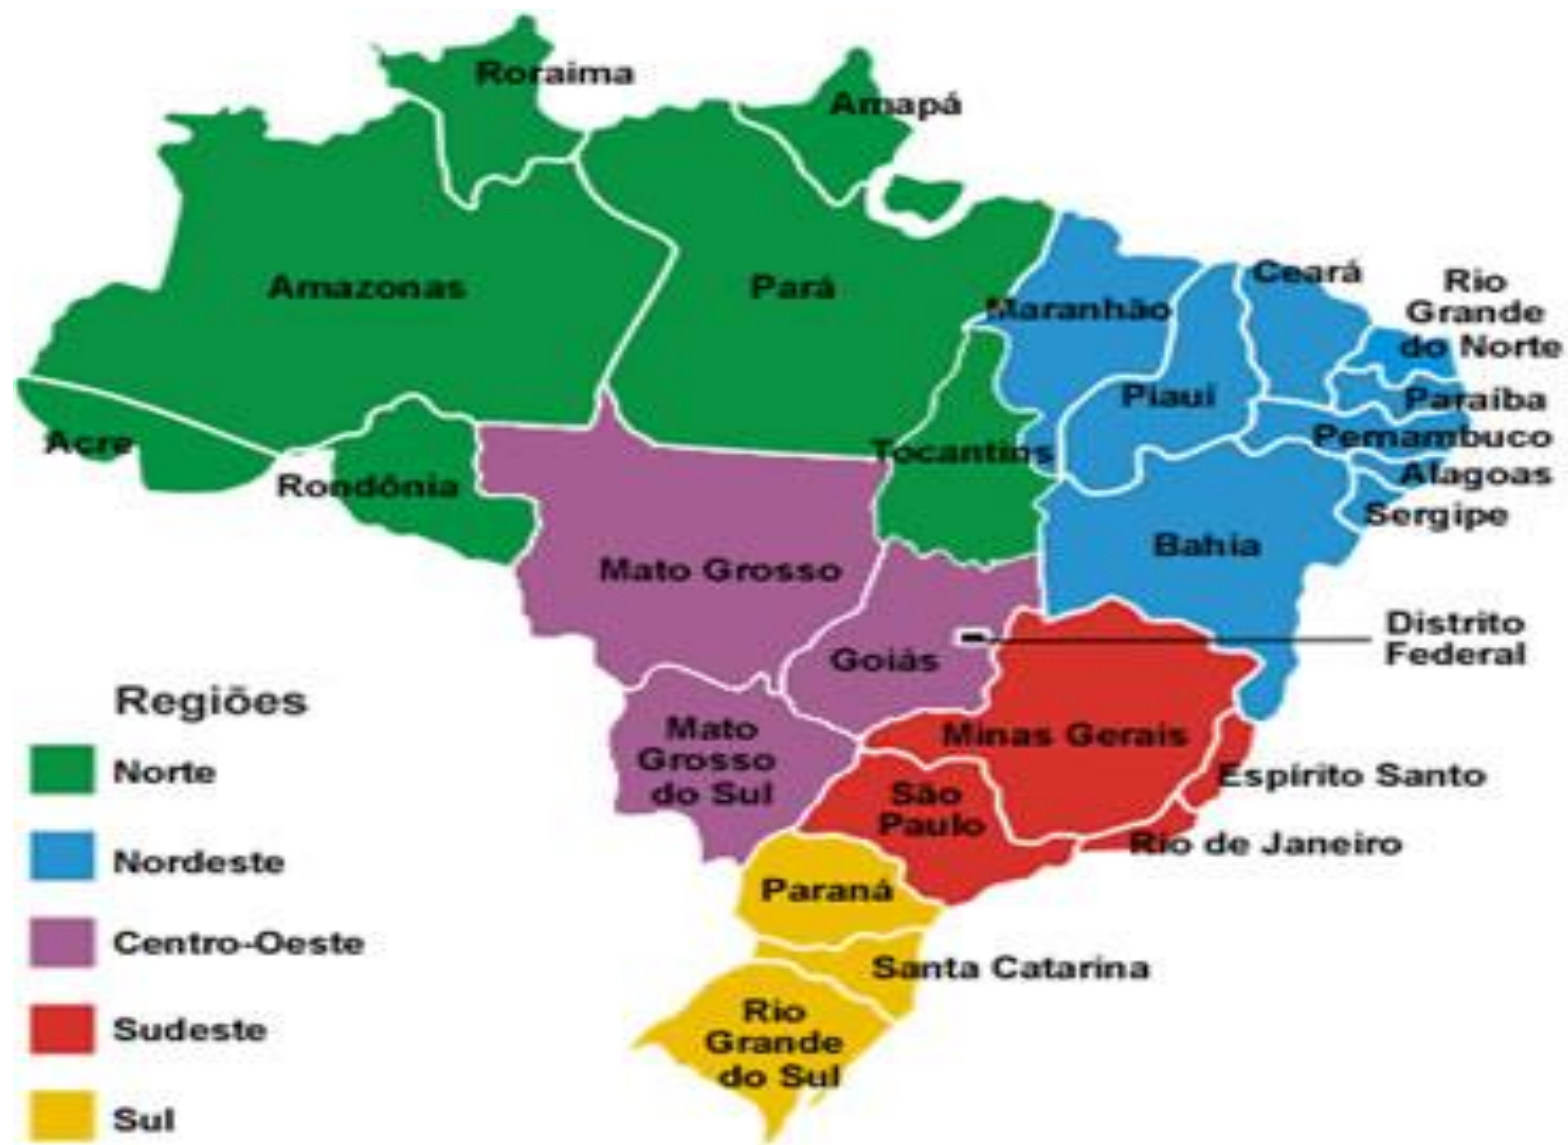 Roraima
Amapá
Amazonas
Pará
Maranhão
Ceará
Rio
Grande
do Norte
Piauí
Paraíba
Pernambuco
Alagoas
Sergipe
Acre
Rondônia
Tocantins
Bahia
Mato Grosso
Goiás
Distrito
Federal
Mato
Grosso
do Sul
Minas Gerais
Espírito Santo
São
Paulo
Rio de Janeiro
Paraná
Santa Catarina
Rio
Grande
do Sul
Regiões
Norte
Nordeste
Centro-Oeste
Sudeste
Sul